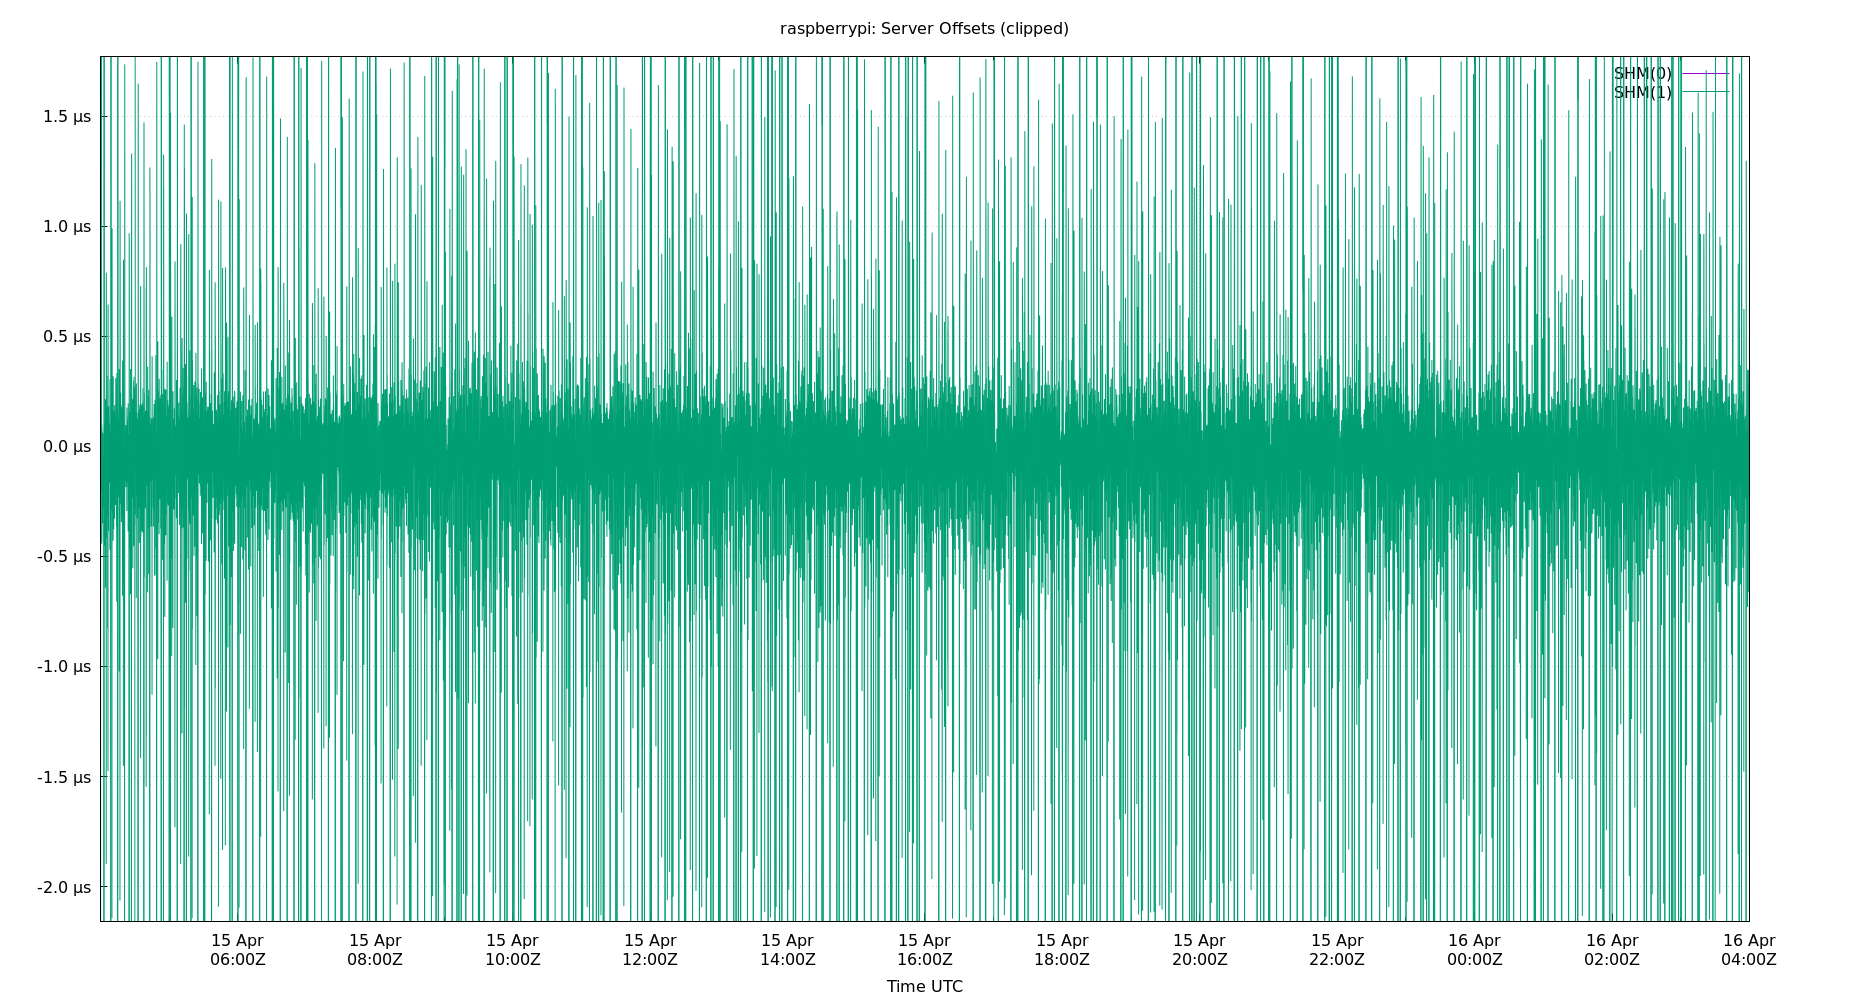 raspberrypi: Server Offsets (clipped)
SHM(0)
SHM(1)
1.5 µs
1.0 µs
0.5 µs
0.0 µs
-0.5 µs
-1.0 µs
-1.5 µs
-2.0 µs
15 Apr 15 Apr 15 Apr 15 Apr 15 Apr 15 Apr 15 Apr 15 Apr 15 Apr 16 Apr 16 Apr 16 Apr
06:00Z 08:00Z 10:00Z 12:00Z 14:00Z 16:00Z 18:00Z 20:00Z 22:00Z 00:00Z 02:00Z 04:00Z
Time UTC